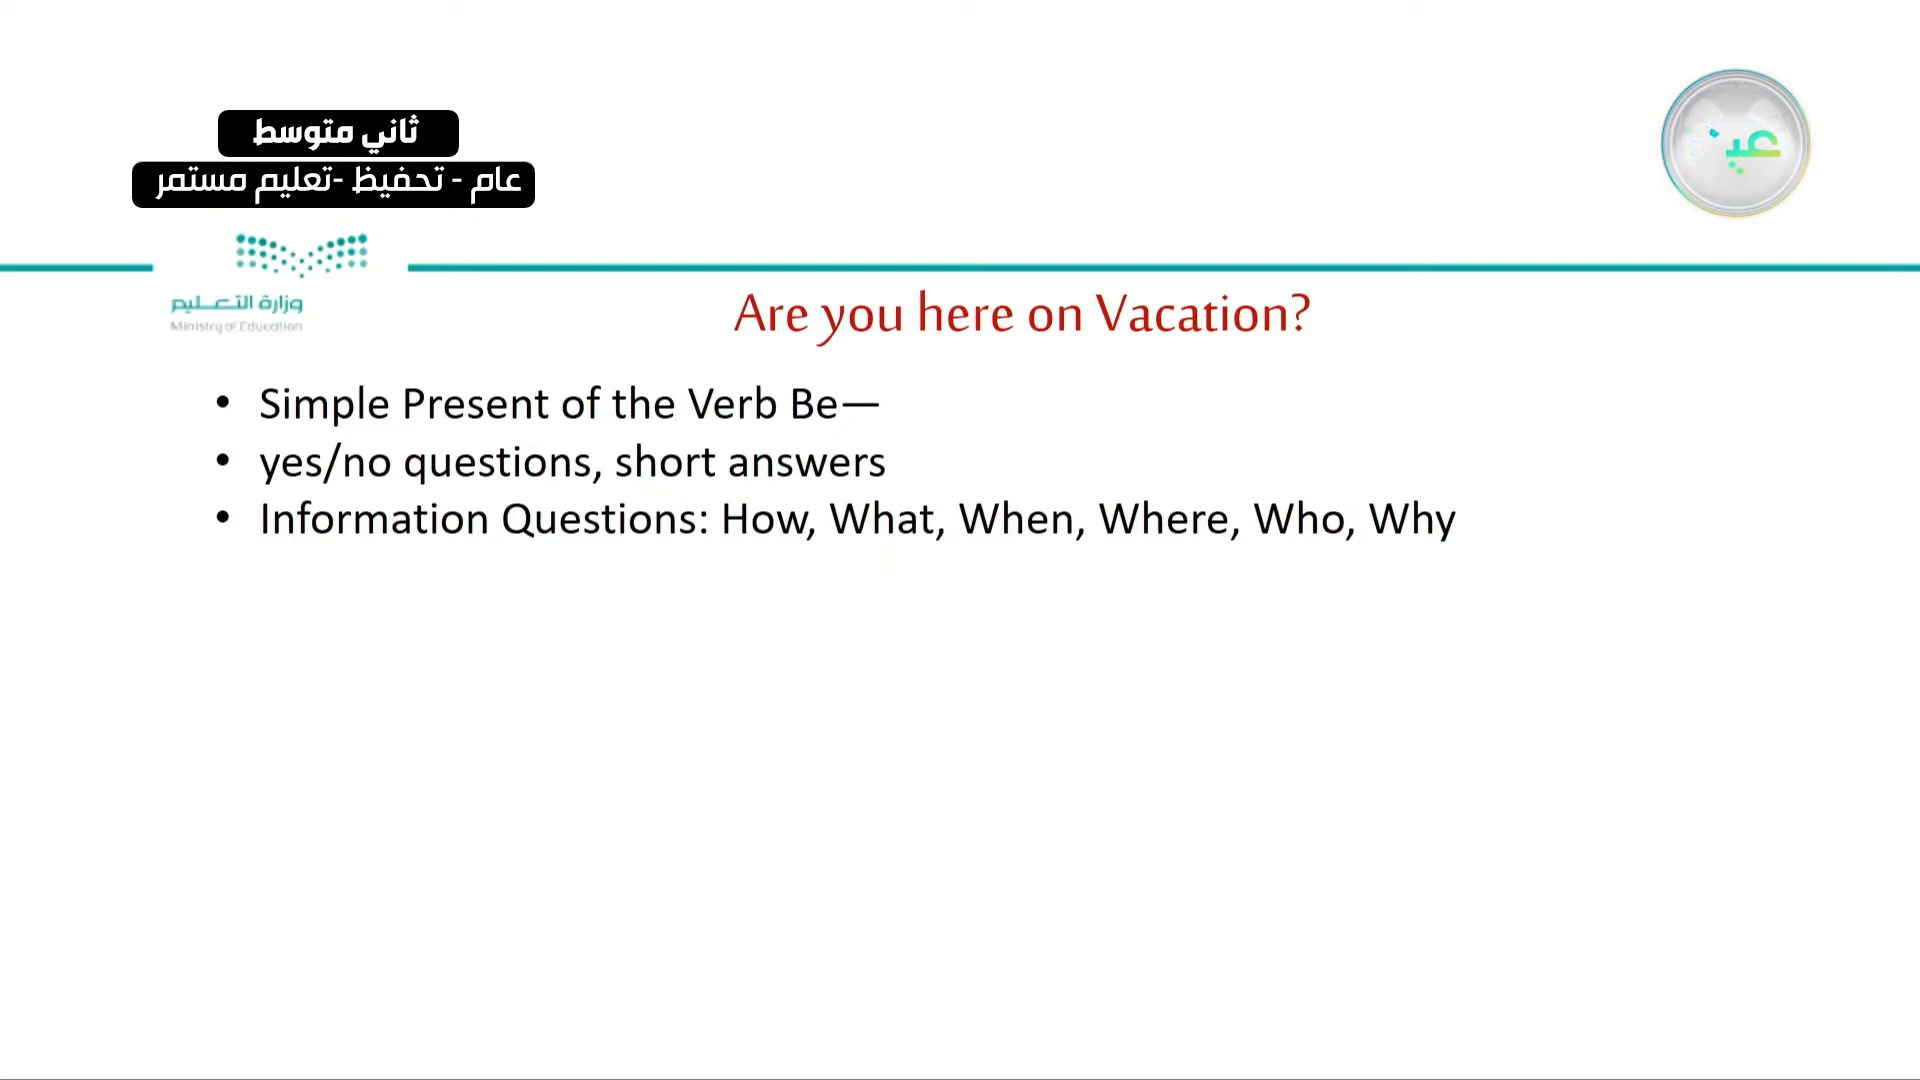 ثاني متوسط
عام - تحفيظ -تعليم مستمر
وزارة التعليم
Ministry of Education
Are you here on Vacation?
• Simple Present of the Verb Be—
• yes/no questions, short answers
• Information Questions: How, What, When, Where, Who, Why